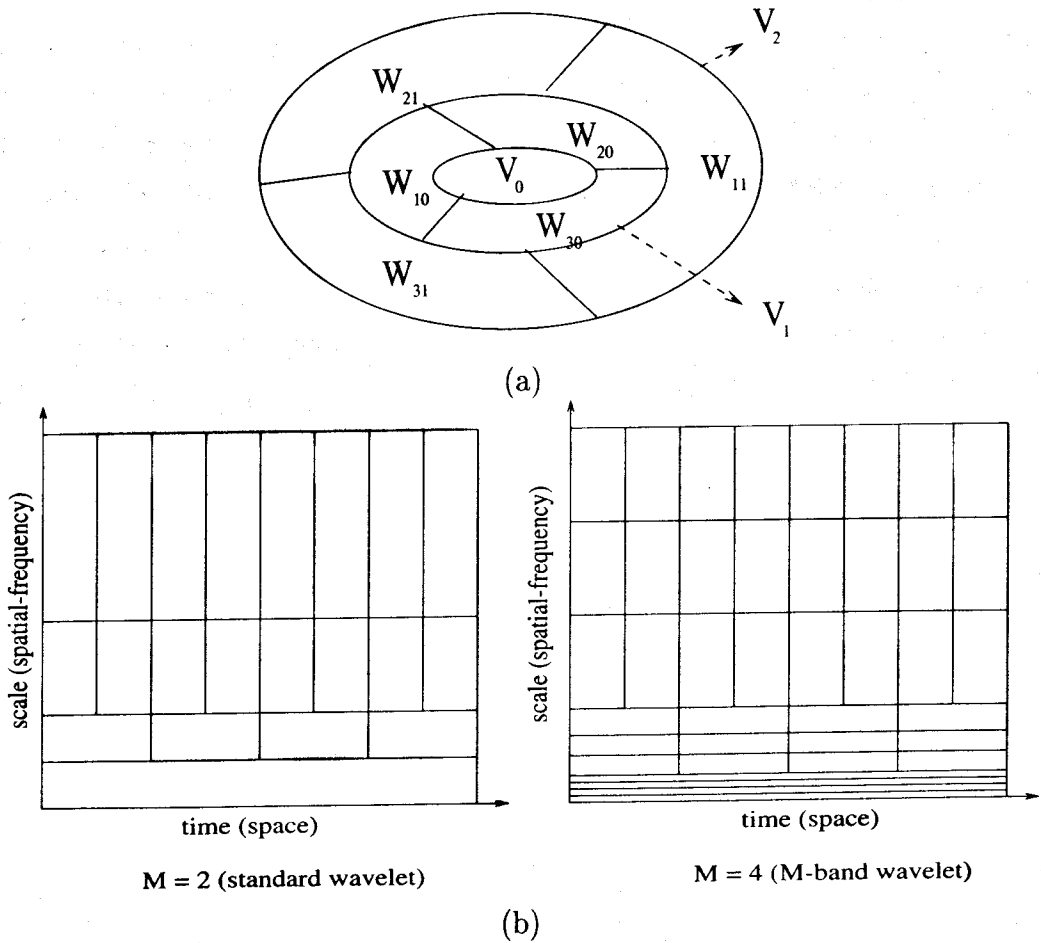 V₂
W₂₁
W₂₀
V₀
W₁₁
W₁₀
W₃₀
W₃₁
V₁
(a)
scale (spatial-frequency)
time (space)
M = 2 (standard wavelet)
scale (spatial-frequency)
time (space)
M = 4 (M-band wavelet)
(b)